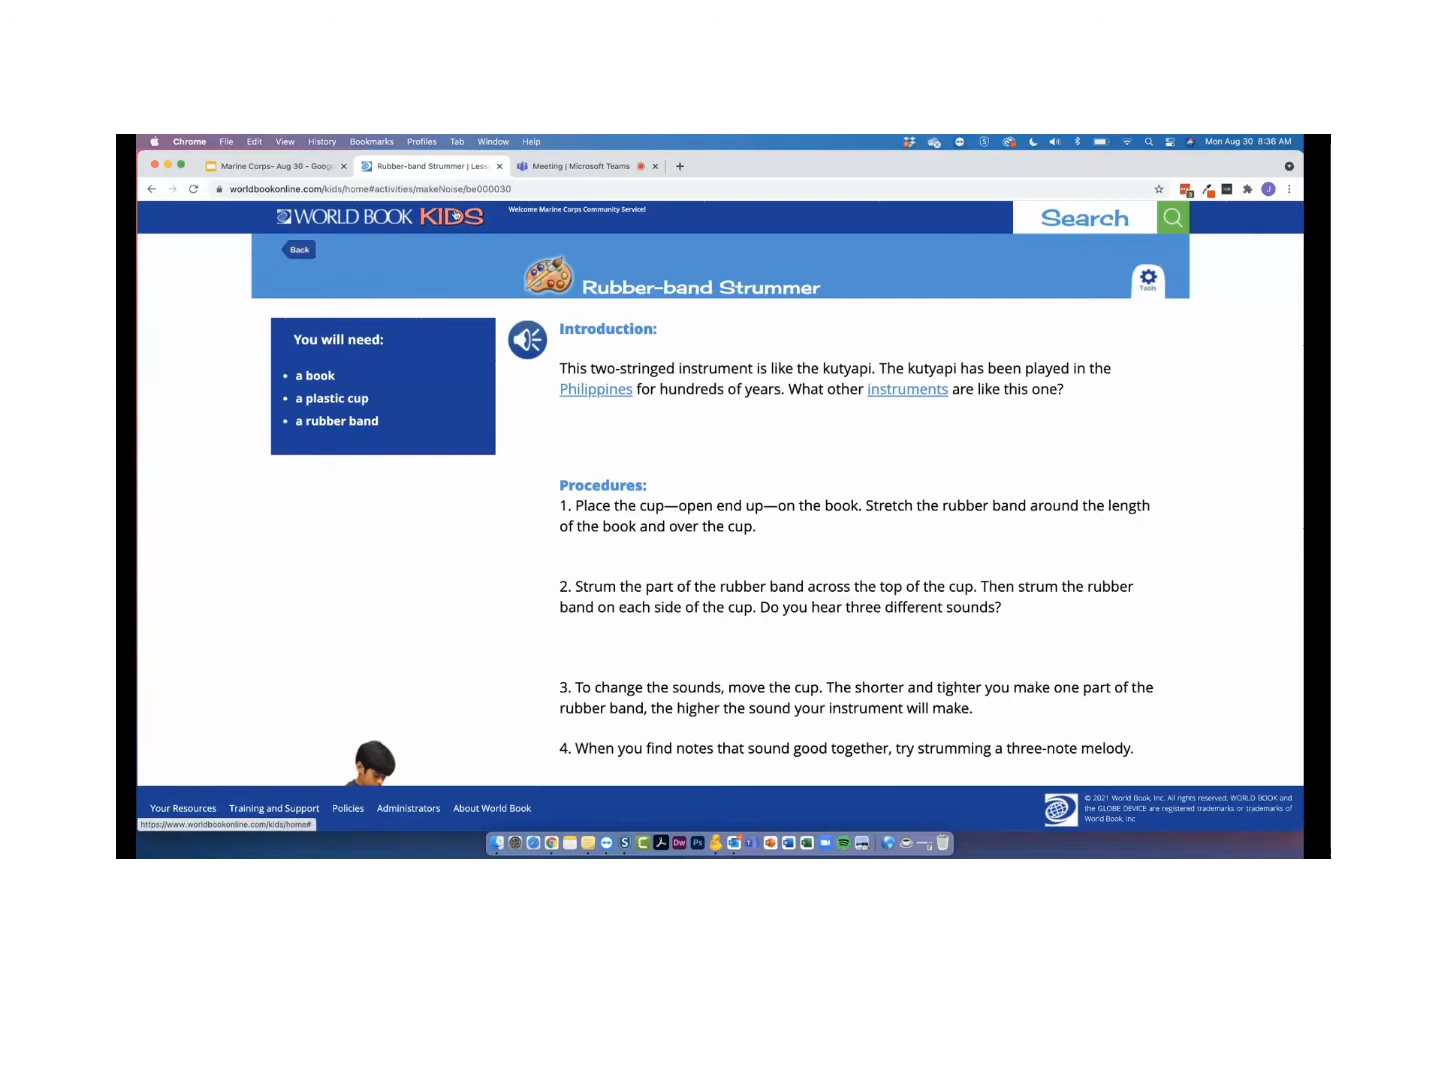 Chrome File Edit View History Bookmarks Profiles Tab Window Help Mon Aug 30 8:36 AM
Marine Corps- Aug 30 - Goog Rubber-band Strummer | Less Meeting | Microsoft Teams
worldbookonline.com/kids/home#activities/makeNoise/be000030
WORLD BOOK KIDS Welcome Marine Corps Community Service! Search
Back
Rubber-band Strummer
Tools
You will need:
• a book
• a plastic cup
• a rubber band
Introduction:
This two-stringed instrument is like the kutyapi. The kutyapi has been played in the
Philippines for hundreds of years. What other instruments are like this one?
Procedures:
1. Place the cup—open end up—on the book. Stretch the rubber band around the length
of the book and over the cup.
2. Strum the part of the rubber band across the top of the cup. Then strum the rubber
band on each side of the cup. Do you hear three different sounds?
3. To change the sounds, move the cup. The shorter and tighter you make one part of the
rubber band, the higher the sound your instrument will make.
4. When you find notes that sound good together, try strumming a three-note melody.
Your Resources Training and Support Policies Administrators About World Book
© 2021 World Book, Inc. All rights reserved. WORLD BOOK and
the GLOBE DEVICE are registered trademarks or trademarks of
World Book, Inc
https://www.worldbookonline.com/kids/home#
Dw Ps